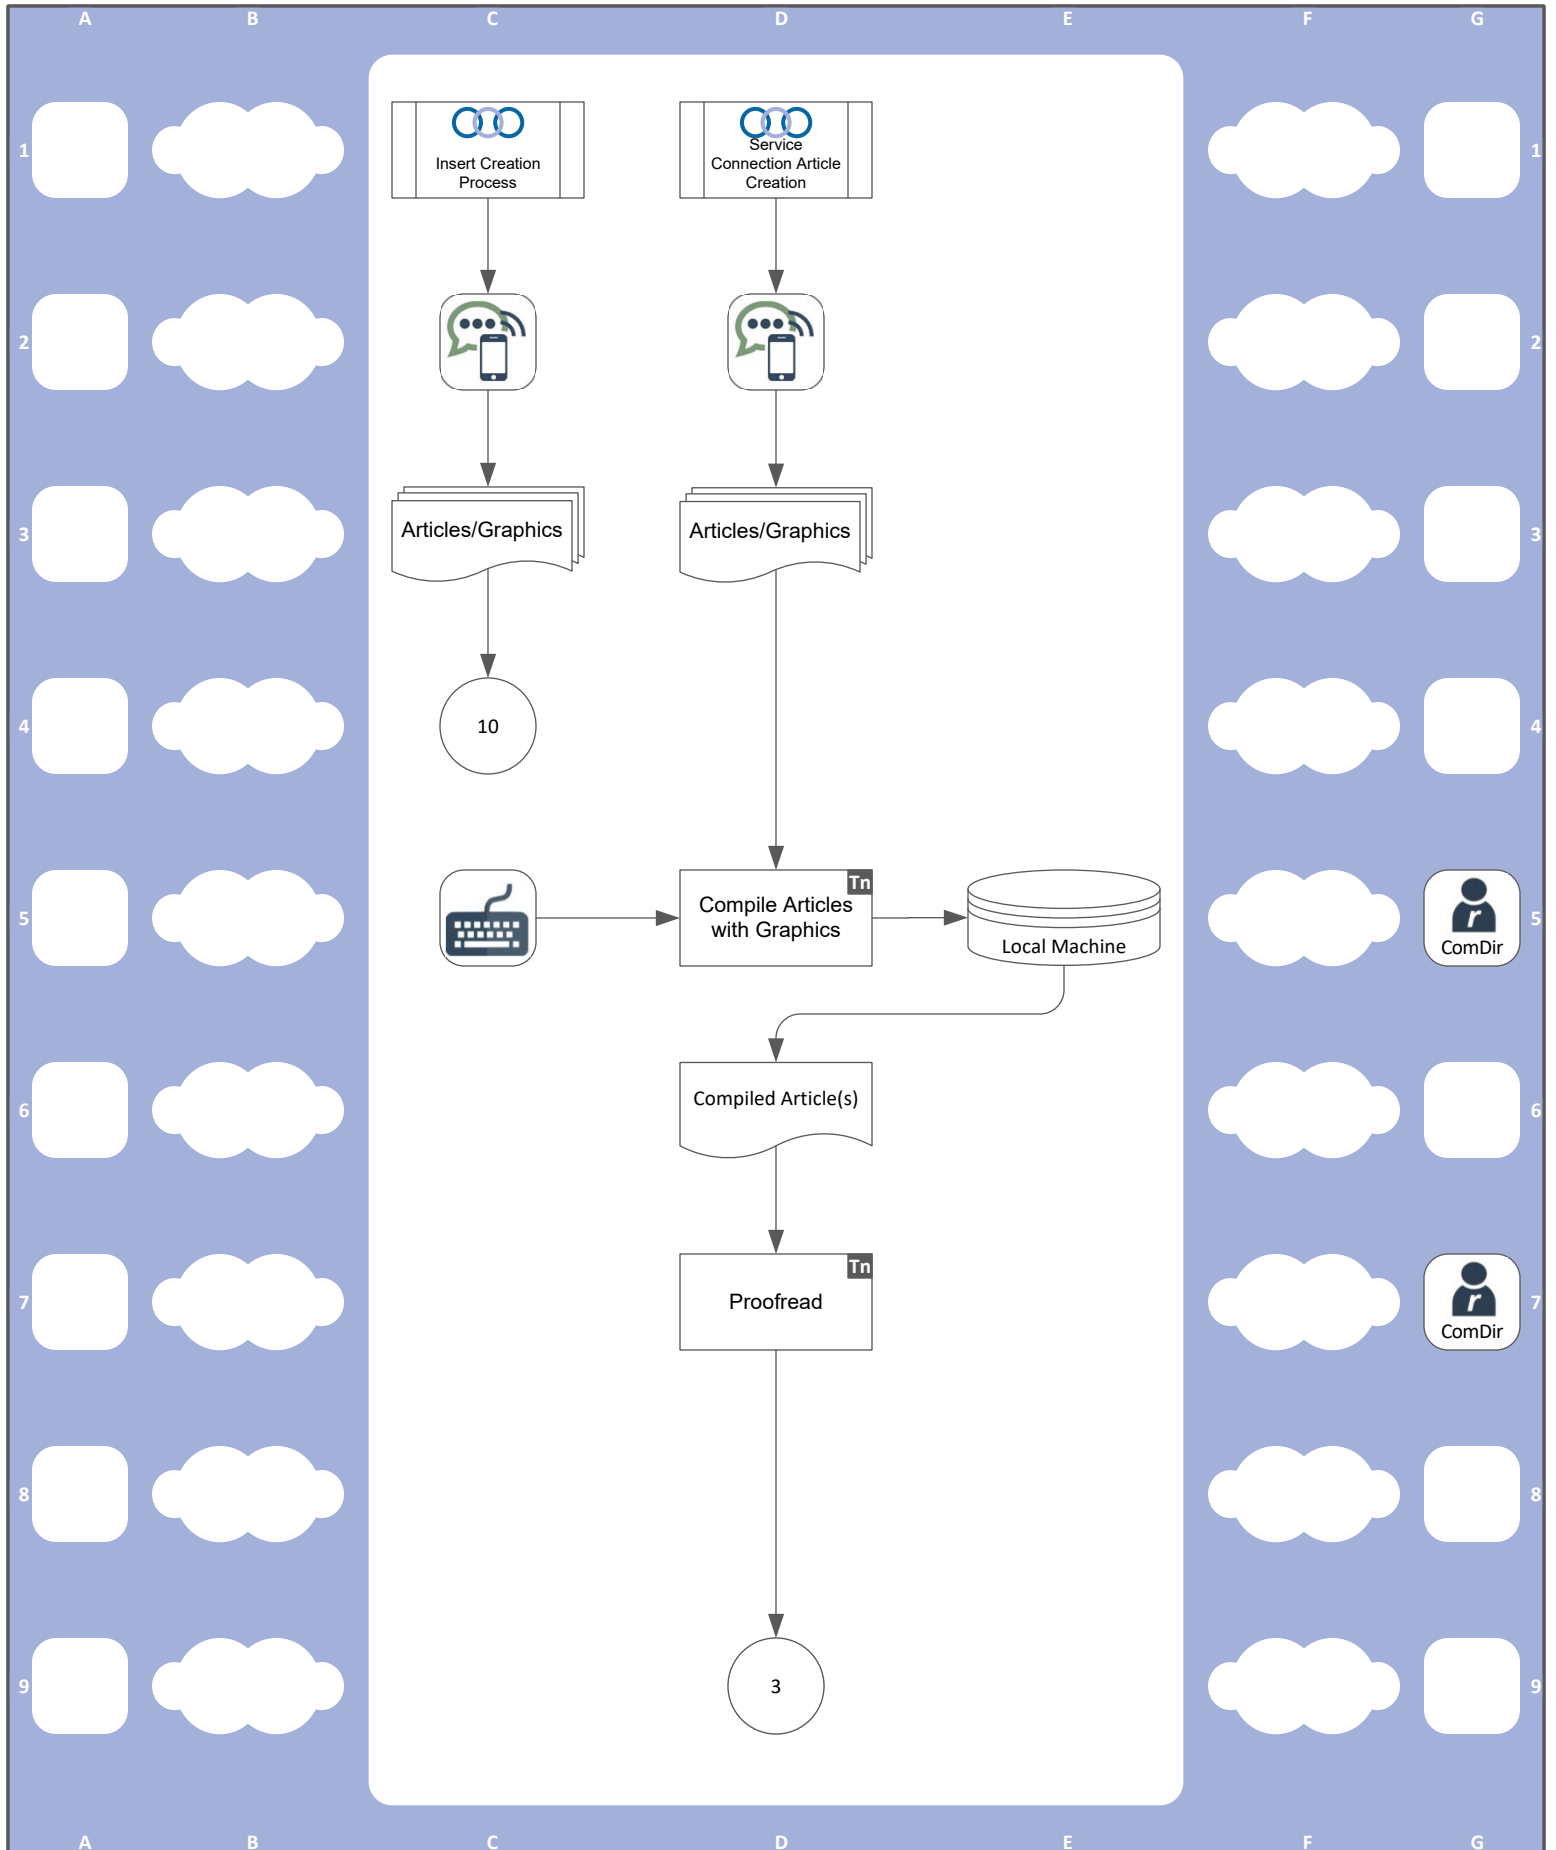 A B C D E F G
1 1
Insert Creation
Process
Service
Connection Article
Creation
2 2
3 3
Articles/Graphics
Articles/Graphics
4 4
10
5 5
Tn
Compile Articles
with Graphics
Local Machine
r
ComDir
6 6
Compiled Article(s)
7 7
Tn
Proofread
r
ComDir
8 8
9 9
3
A B C D E F G